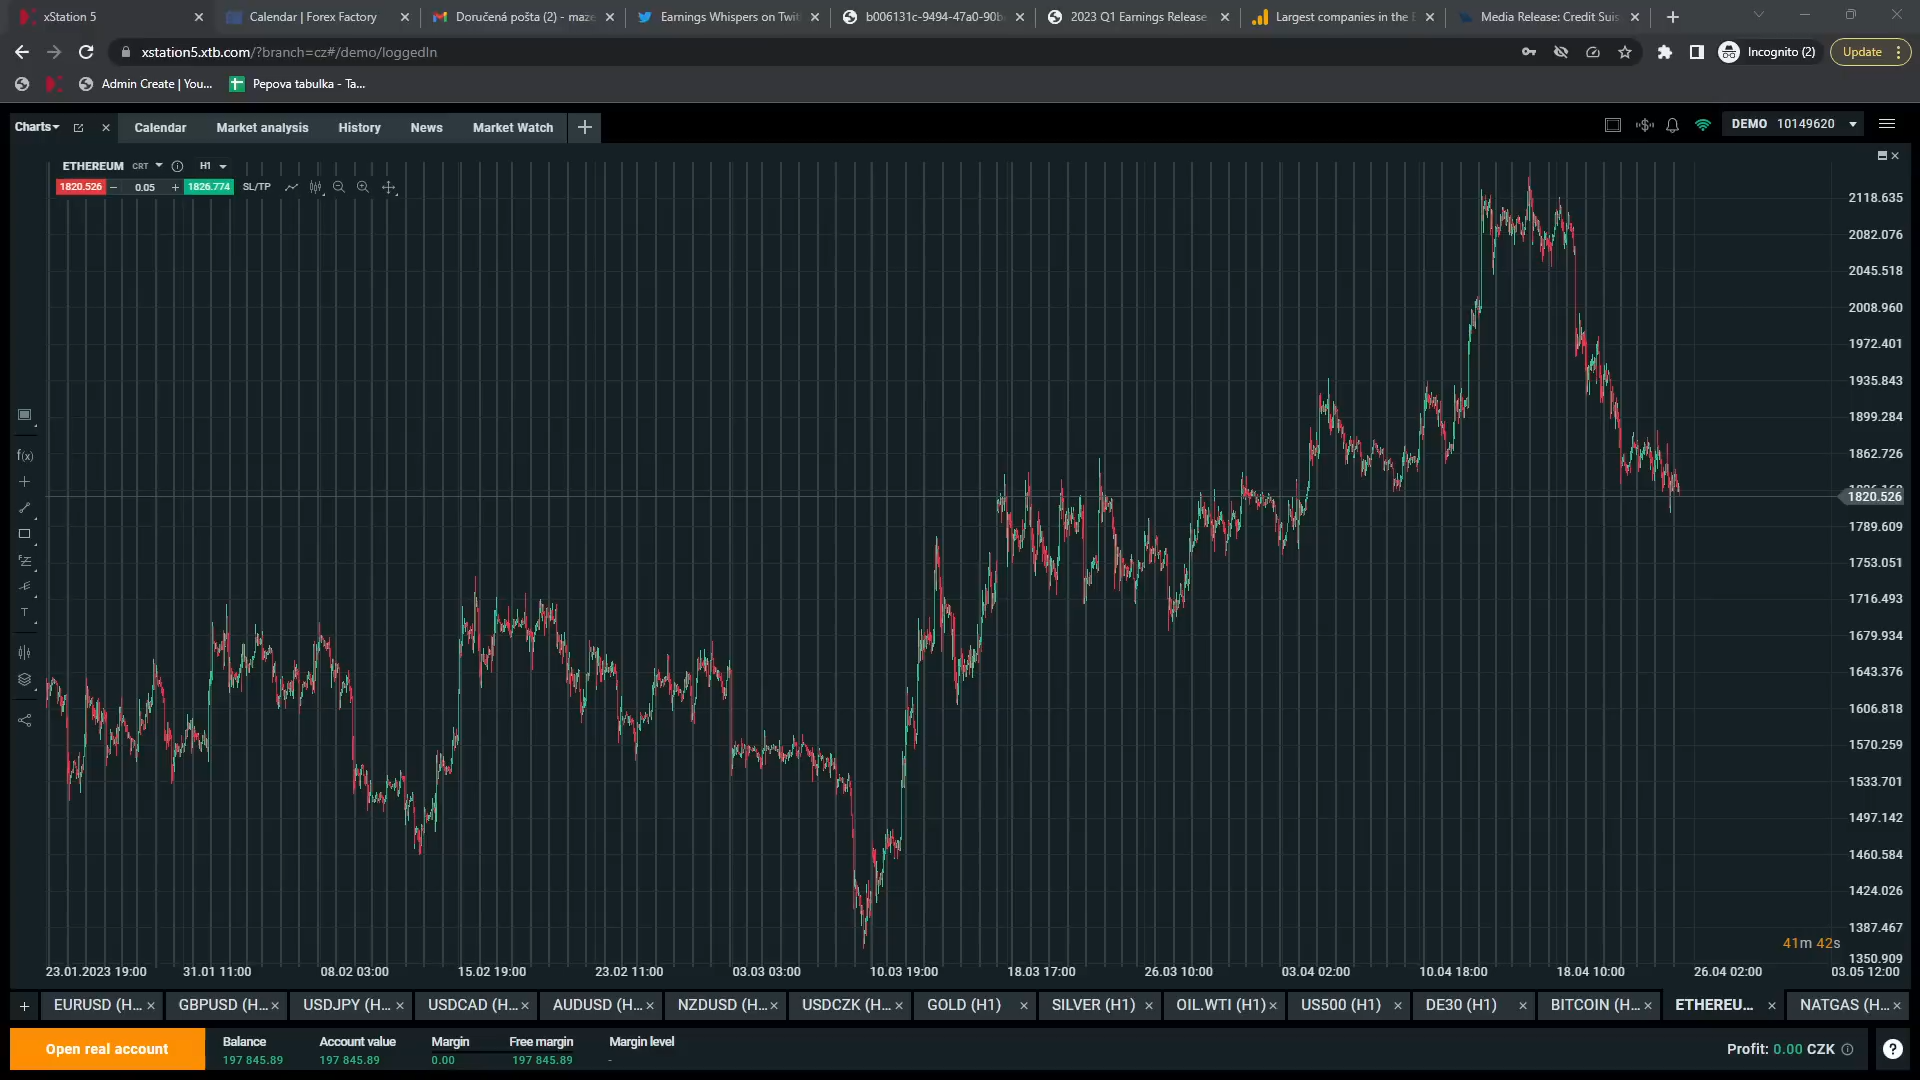 xStation 5
Calendar | Forex Factory
Doručená pošta (2) - maze
Earnings Whispers on Twitt
b006131c-9494-47a0-90b
2023 Q1 Earnings Release
Largest companies in the E
Media Release: Credit Suis
xstation5.xtb.com/?branch=cz#/demo/loggedIn
Incognito (2)
Update
Admin Create | You...
Pepova tabulka - Ta...
Charts
Calendar
Market analysis
History
News
Market Watch
DEMO 10149620
ETHEREUM CRT H1
1820.526 – 0.05 + 1826.774 SL/TP
2118.635
2082.076
2045.518
2008.960
1972.401
1935.843
1899.284
1862.726
1820.526
1789.609
1753.051
1716.493
1679.934
1643.376
1606.818
1570.259
1533.701
1497.142
1460.584
1424.026
1387.467
1350.909
f(x)
T
41m 42s
23.01.2023 19:00
31.01 11:00
08.02 03:00
15.02 19:00
23.02 11:00
03.03 03:00
10.03 19:00
18.03 17:00
26.03 10:00
03.04 02:00
10.04 18:00
18.04 10:00
26.04 02:00
03.05 12:00
EURUSD (H...
GBPUSD (H...
USDJPY (H...
USDCAD (H...
AUDUSD (H...
NZDUSD (H...
USDCZK (H...
GOLD (H1)
SILVER (H1)
OIL.WTI (H1)
US500 (H1)
DE30 (H1)
BITCOIN (H...
ETHEREU...
NATGAS (H...
Open real account
Balance
197 845.89
Account value
197 845.89
Margin
0.00
Free margin
197 845.89
Margin level
-
Profit: 0.00 CZK